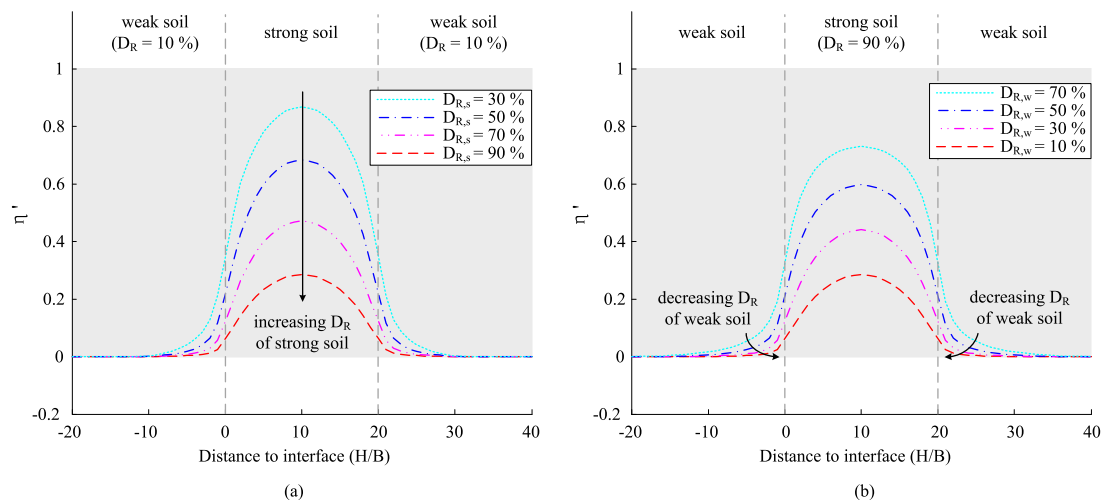 weak soil
(D_R = 10 %)
strong soil
weak soil
(D_R = 10 %)
1
0.8
0.6
0.4
0.2
0
-0.2
η '
D_R,s = 30 %
D_R,s = 50 %
D_R,s = 70 %
D_R,s = 90 %
increasing D_R
of strong soil
-20
-10
0
10
20
30
40
Distance to interface (H/B)
(a)
weak soil
strong soil
(D_R = 90 %)
weak soil
1
0.8
0.6
0.4
0.2
0
-0.2
η '
D_R,w = 70 %
D_R,w = 50 %
D_R,w = 30 %
D_R,w = 10 %
decreasing D_R
of weak soil
decreasing D_R
of weak soil
-20
-10
0
10
20
30
40
Distance to interface (H/B)
(b)